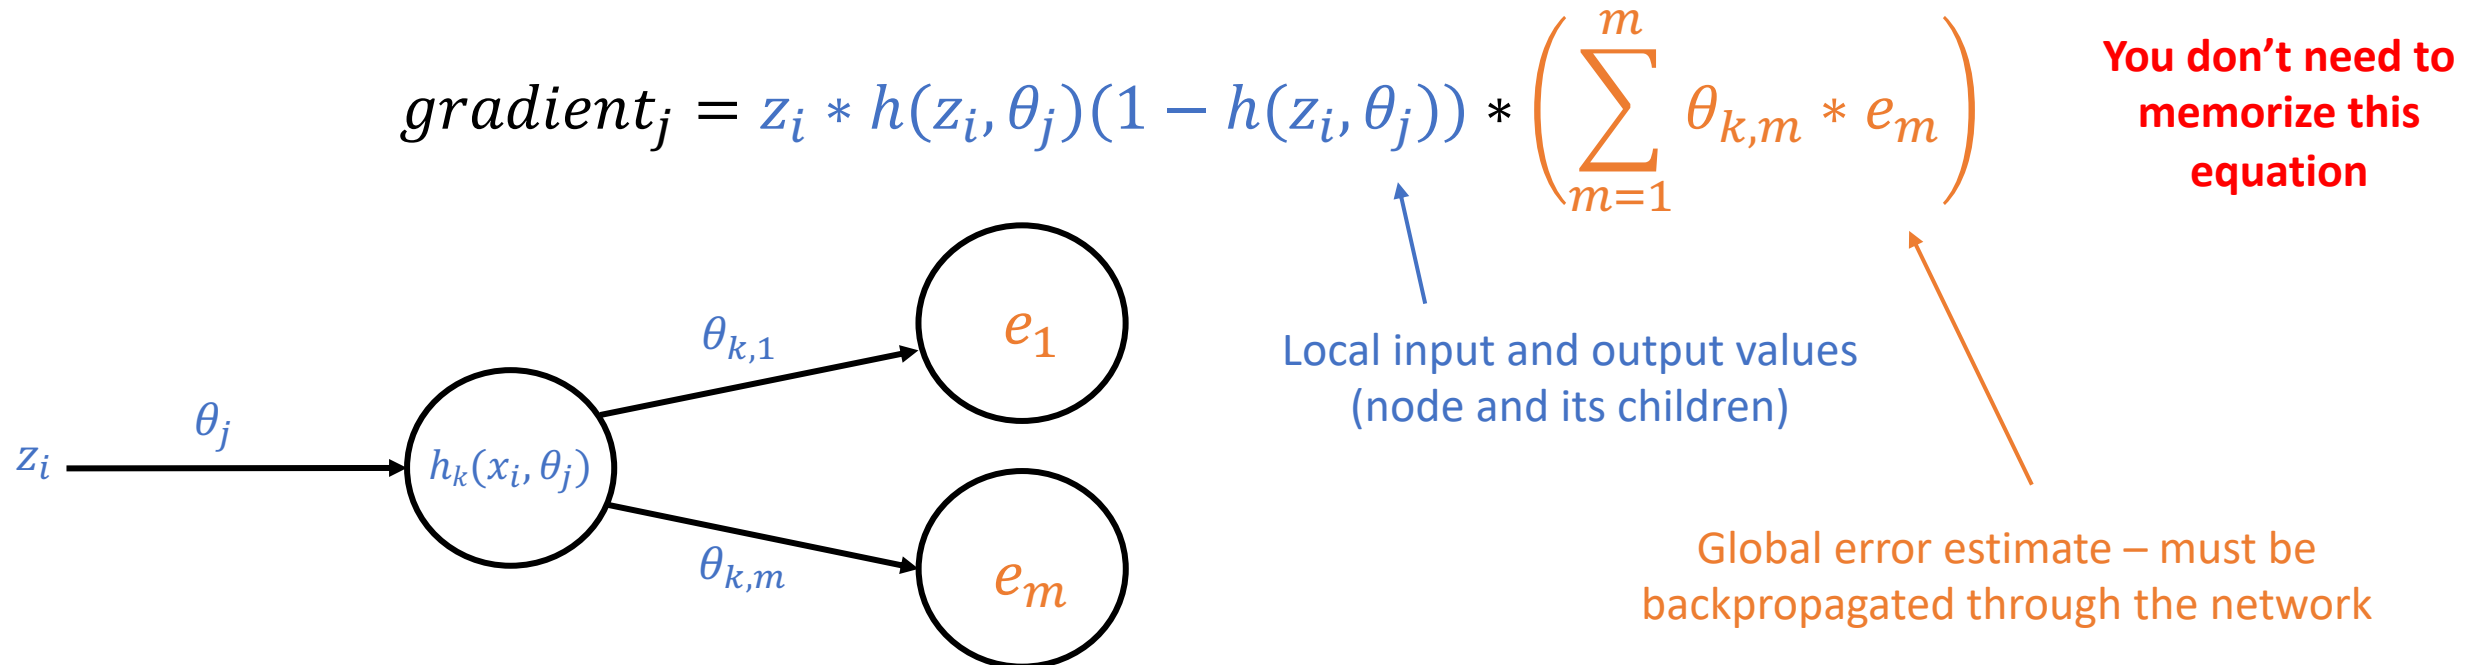 gradient_j = z_i * h(z_i, θ_j)(1 − h(z_i, θ_j)) * (∑_{m=1}^{m} θ_{k,m} * e_m)
You don't need to
memorize this
equation
θ_{k,1}
e_1
Local input and output values
(node and its children)
θ_j
z_i
h_k(x_i, θ_j)
θ_{k,m}
e_m
Global error estimate – must be
backpropagated through the network